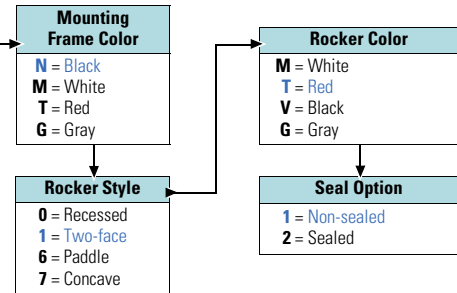 Mounting
Frame Color
N = Black
M = White
T = Red
G = Gray
Rocker Style
0 = Recessed
1 = Two-face
6 = Paddle
7 = Concave
Rocker Color
M = White
T = Red
V = Black
G = Gray
Seal Option
1 = Non-sealed
2 = Sealed